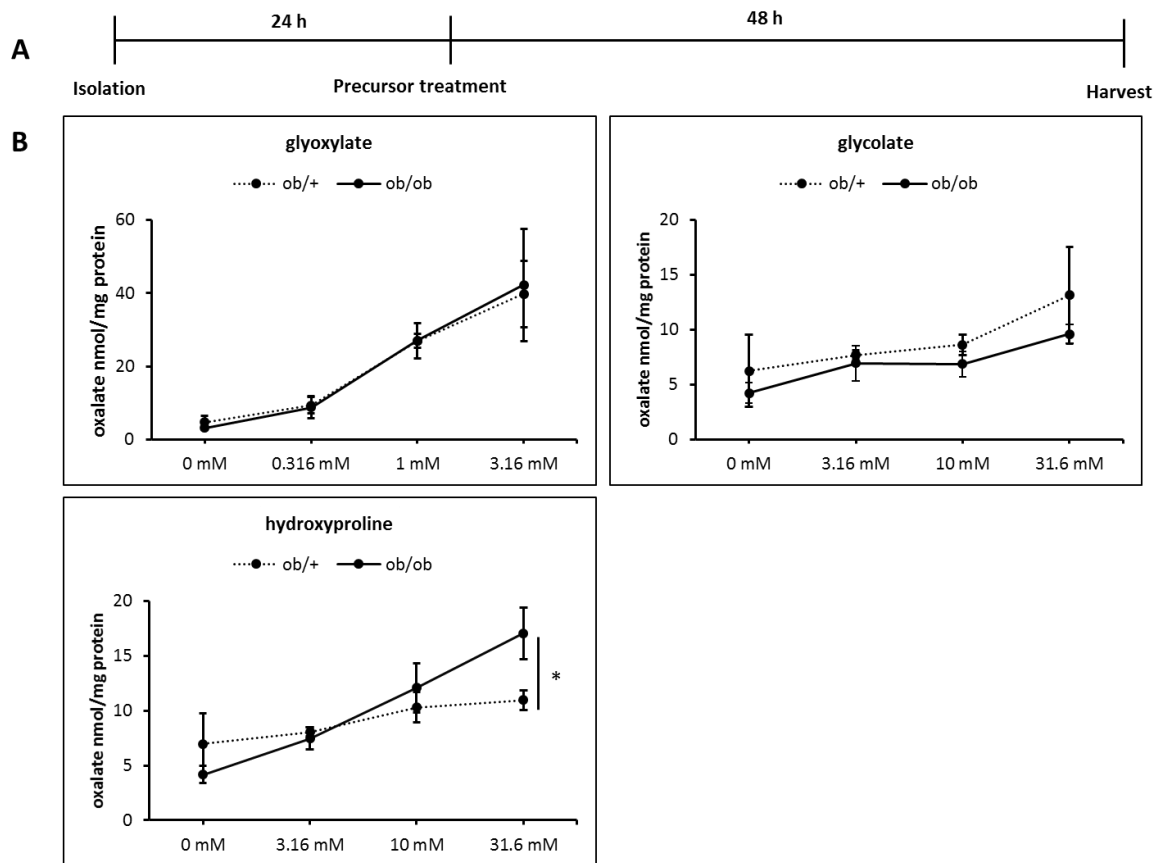 A
24 h
48 h
Isolation
Precursor treatment
Harvest
B
glyoxylate
ob/+ ob/ob
oxalate nmol/mg protein
60
40
20
0
0 mM 0.316 mM 1 mM 3.16 mM
glycolate
ob/+ ob/ob
oxalate nmol/mg protein
20
15
10
5
0
0 mM 3.16 mM 10 mM 31.6 mM
hydroxyproline
ob/+ ob/ob
oxalate nmol/mg protein
20
15
10
5
0
*
0 mM 3.16 mM 10 mM 31.6 mM